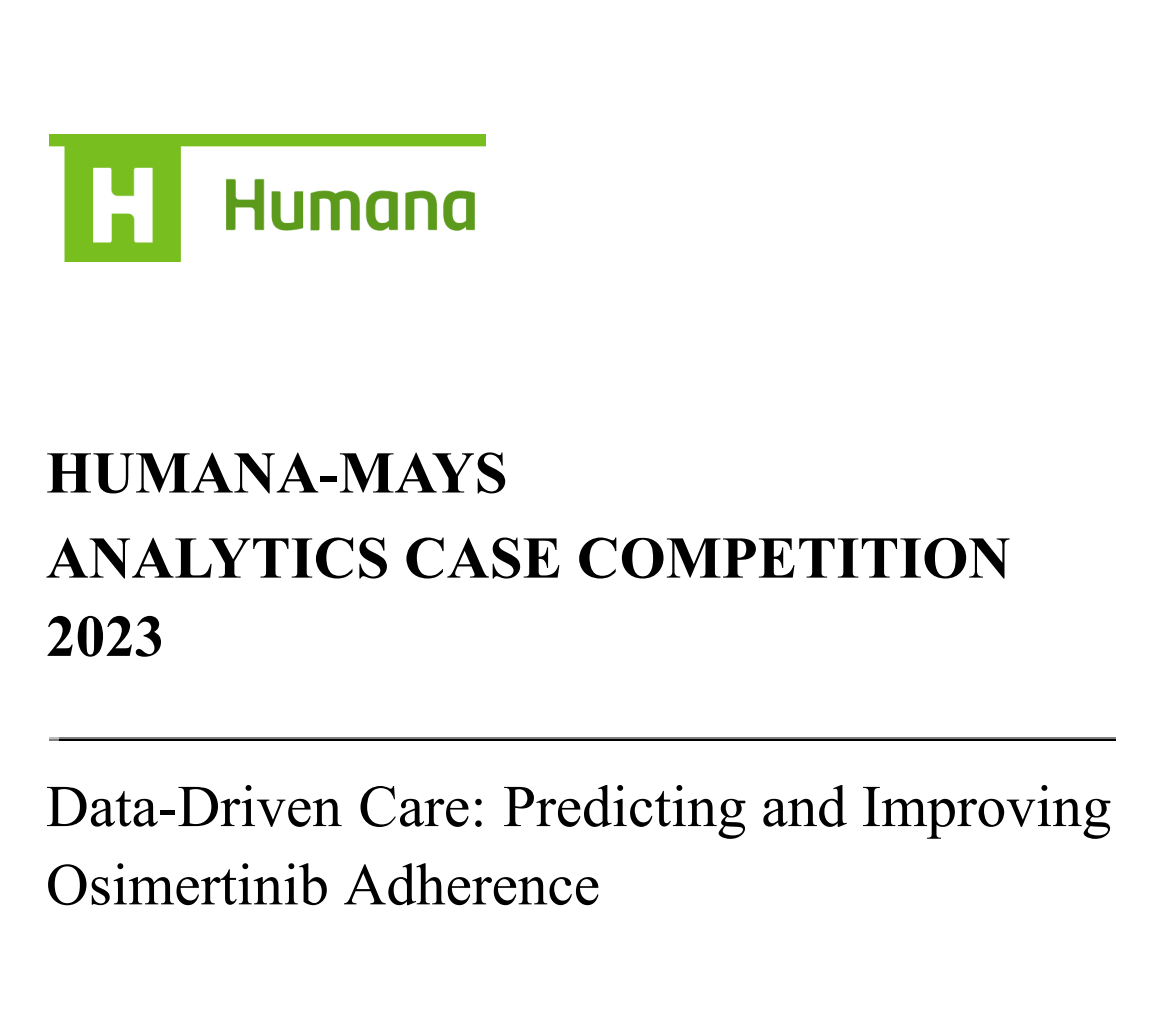 H Humana
HUMANA-MAYS
ANALYTICS CASE COMPETITION
2023
Data-Driven Care: Predicting and Improving
Osimertinib Adherence